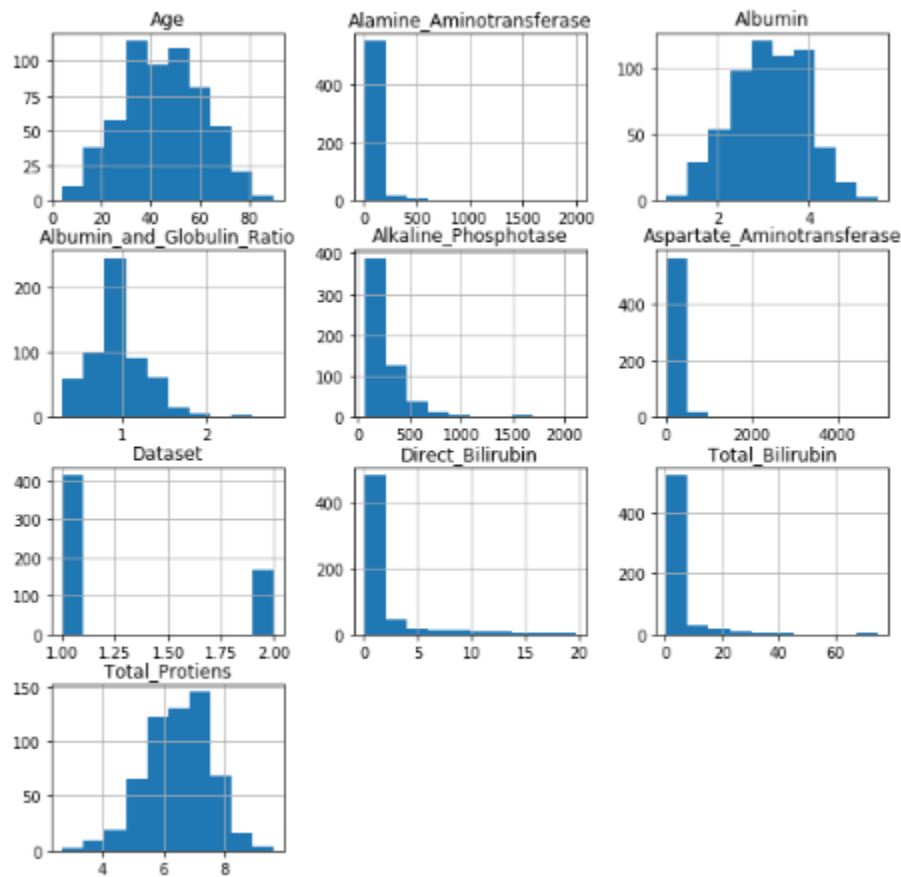 Age Alamine_Aminotransferase Albumin
100 75 50 25 0
0 20 40 60 80
400 200 0
0 500 1000 1500 2000
100 50 0
2 4
Albumin_and_Globulin_Ratio Alkaline_Phosphotase Aspartate_Aminotransferase
200 100 0
1 2
400 300 200 100 0
0 500 1000 1500 2000
400 200 0
0 2000 4000
Dataset Direct_Bilirubin Total_Bilirubin
400 300 200 100 0
1.00 1.25 1.50 1.75 2.00
400 200 0
0 5 10 15 20
400 200 0
0 20 40 60
Total_Protiens
150 100 50 0
4 6 8